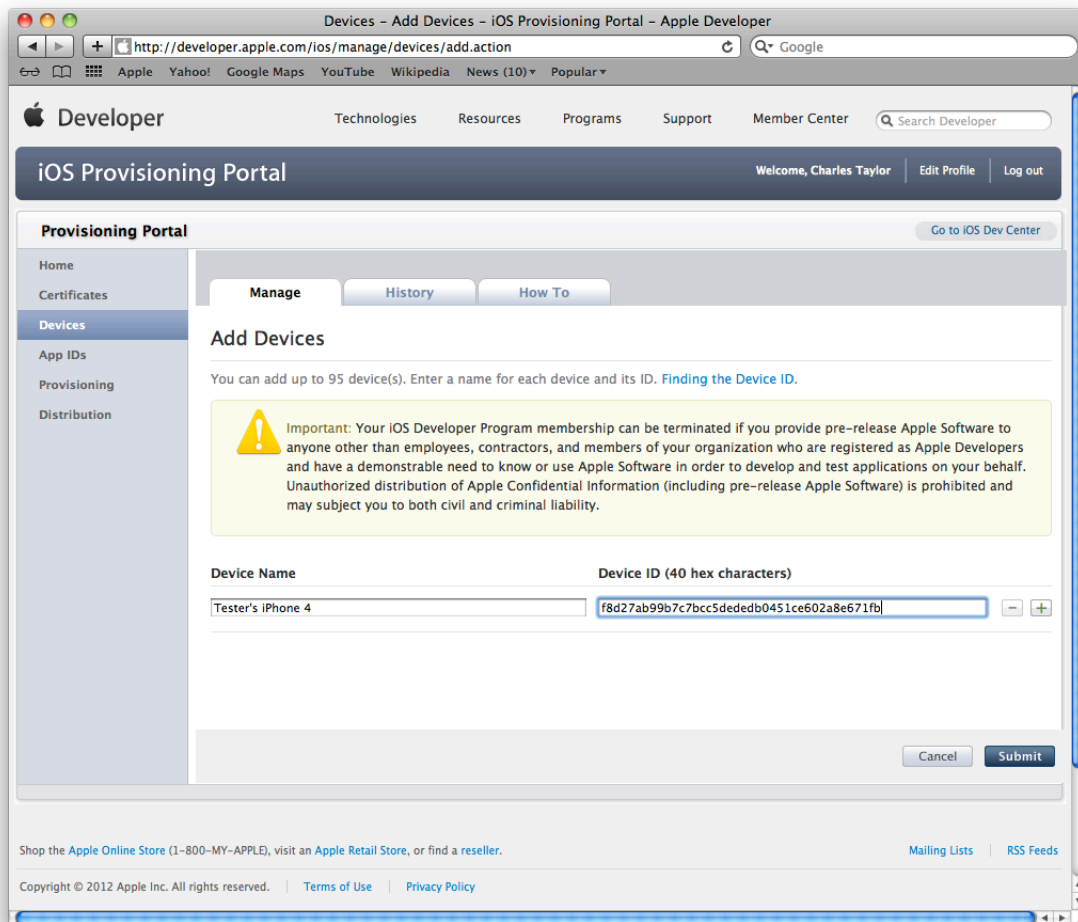 Devices – Add Devices – iOS Provisioning Portal – Apple Developer
http://developer.apple.com/ios/manage/devices/add.action
Google
Apple Yahoo! Google Maps YouTube Wikipedia News (10) Popular
Developer Technologies Resources Programs Support Member Center Search Developer
iOS Provisioning Portal Welcome, Charles Taylor Edit Profile Log out
Provisioning Portal Go to iOS Dev Center
Home
Certificates
Devices
App IDs
Provisioning
Distribution
Manage History How To
Add Devices
You can add up to 95 device(s). Enter a name for each device and its ID. Finding the Device ID.
Important: Your iOS Developer Program membership can be terminated if you provide pre-release Apple Software to
anyone other than employees, contractors, and members of your organization who are registered as Apple Developers
and have a demonstrable need to know or use Apple Software in order to develop and test applications on your behalf.
Unauthorized distribution of Apple Confidential Information (including pre-release Apple Software) is prohibited and
may subject you to both civil and criminal liability.
Device Name Device ID (40 hex characters)
Tester's iPhone 4 f8d27ab99b7c7bcc5dededb0451ce602a8e671fb
Cancel Submit
Shop the Apple Online Store (1-800-MY-APPLE), visit an Apple Retail Store, or find a reseller. Mailing Lists RSS Feeds
Copyright © 2012 Apple Inc. All rights reserved. Terms of Use Privacy Policy